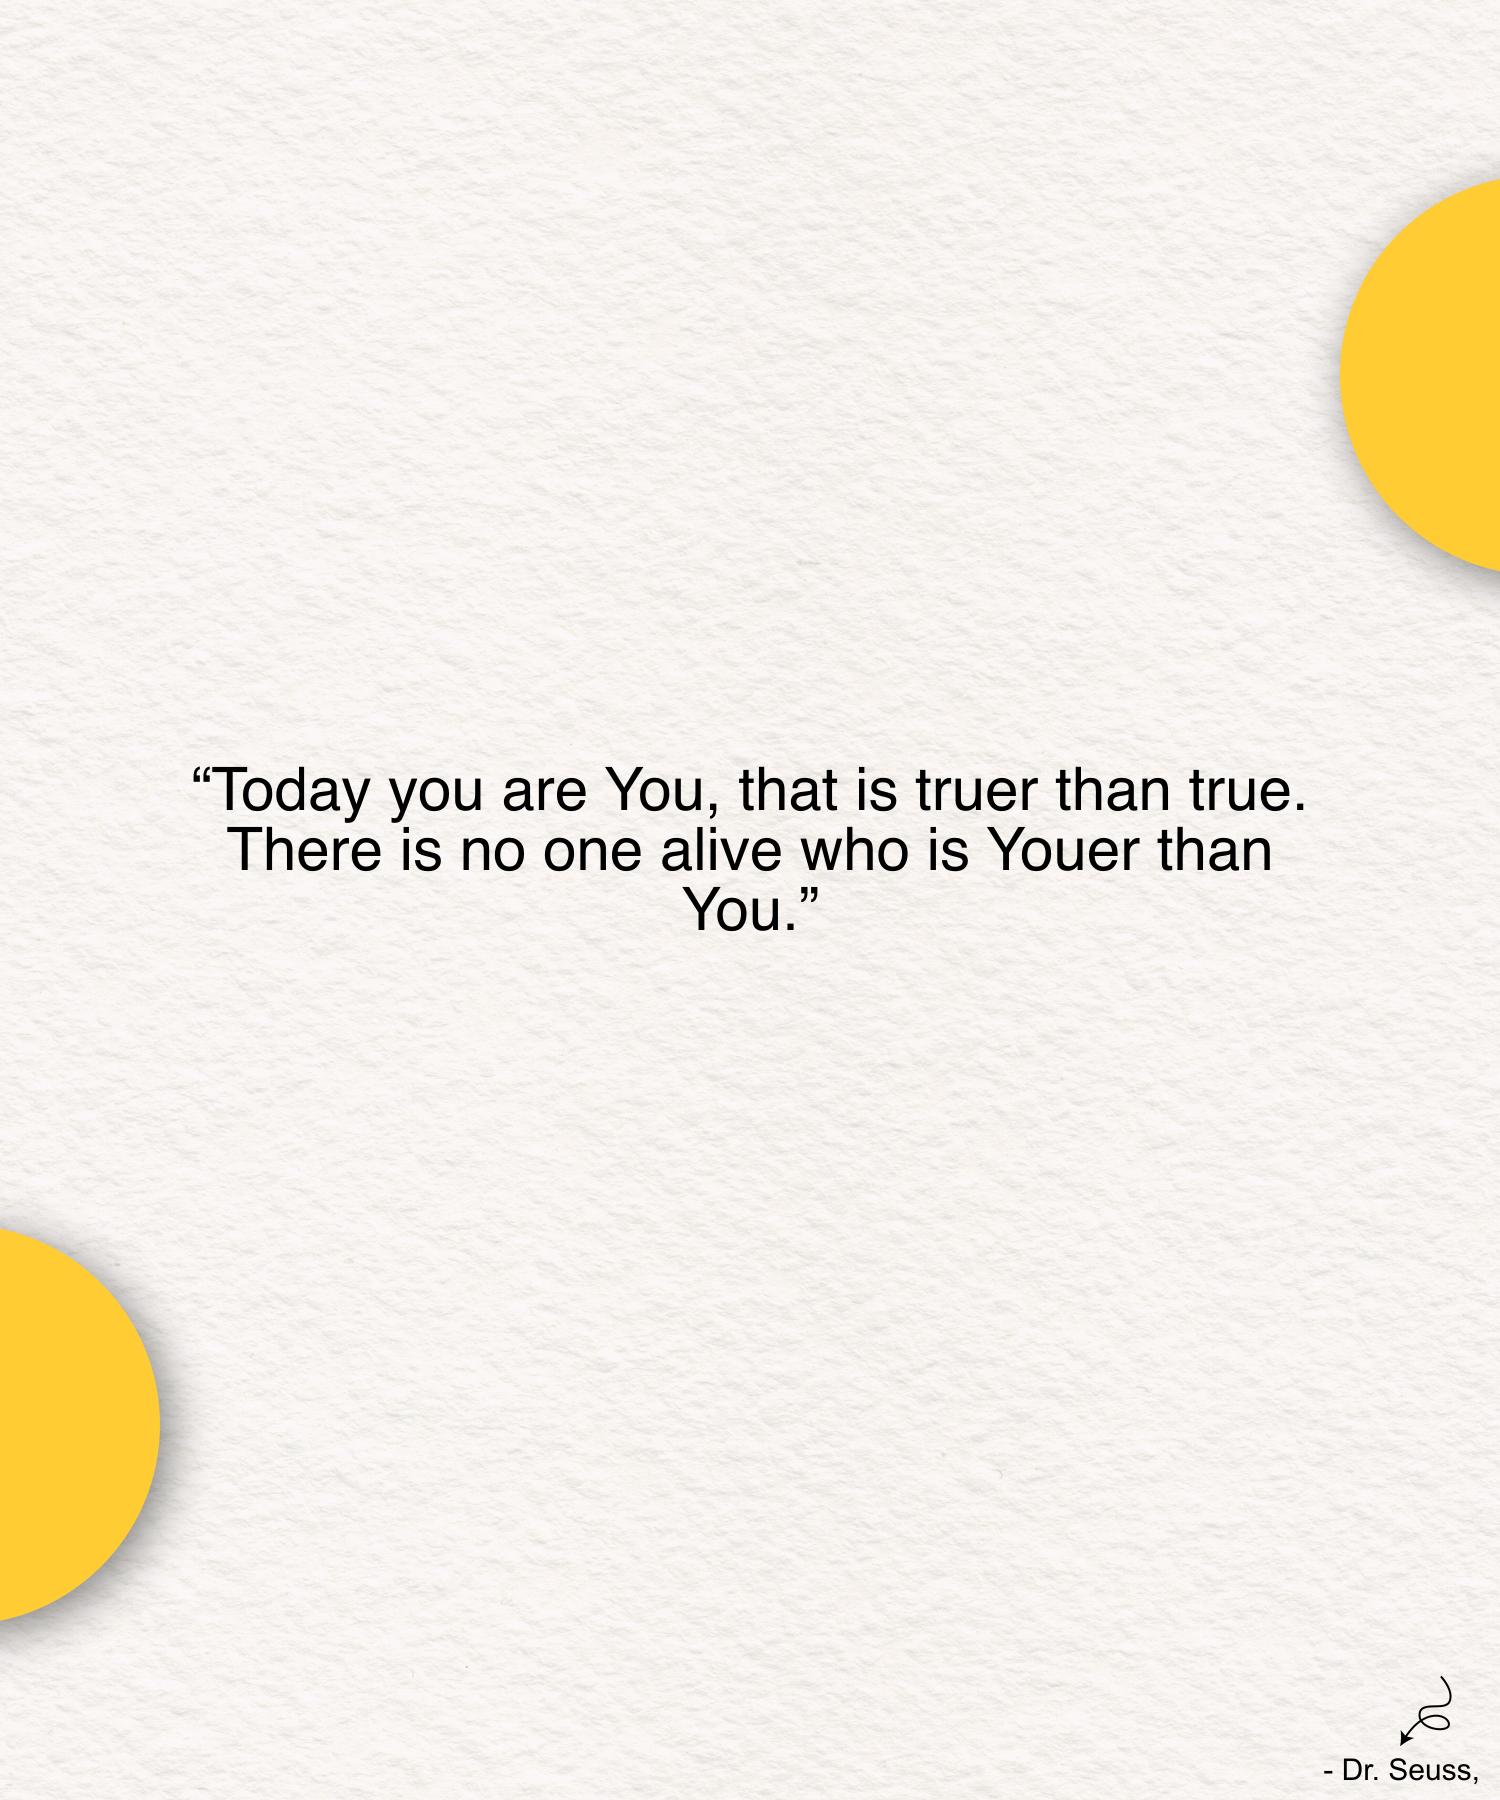 “Today you are You, that is truer than true.
There is no one alive who is Youer than
You.”
- Dr. Seuss,